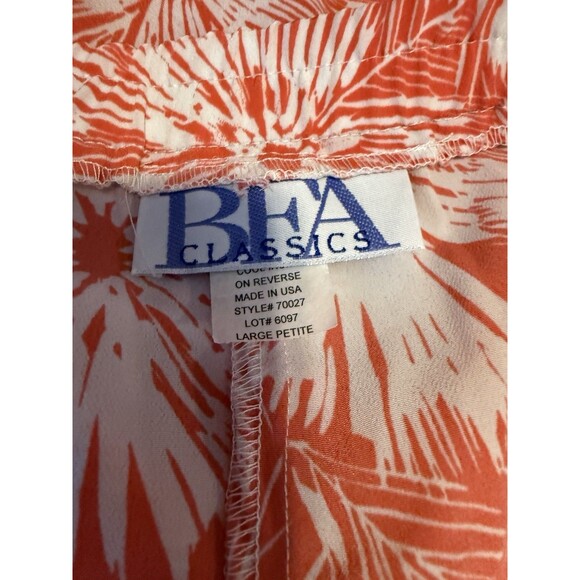 BFA
CLASSICS
ON REVERSE
MADE IN USA
STYLE# 70027
LOT# 6097
LARGE PETITE